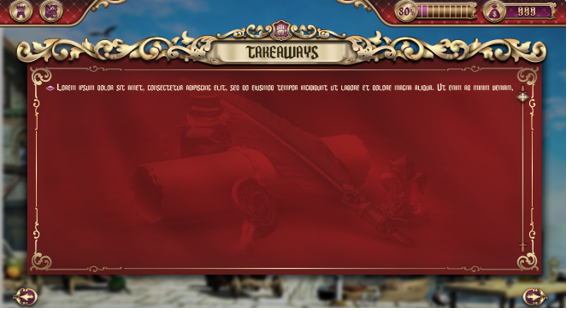 80%
888
TAKEAWAYS
Lorem ipsum dolor sit amet, consectetur adipiscing elit, sed do eiusmod tempor incididunt ut labore et dolore magna aliqua. Ut enim ad minim veniam,